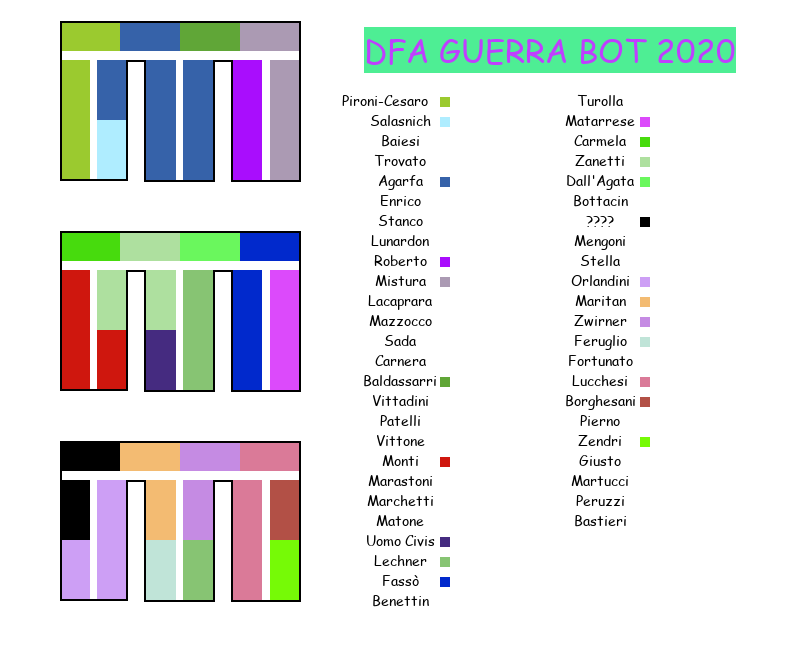 DFA GUERRA BOT 2020
Pironi-Cesaro
Salasnich
Baiesi
Trovato
Agarfa
Enrico
Stanco
Lunardon
Roberto
Mistura
Lacaprara
Mazzocco
Sada
Carnera
Baldassarri
Vittadini
Patelli
Vittone
Monti
Marastoni
Marchetti
Matone
Uomo Civis
Lechner
Fassò
Benettin
Turolla
Matarrese
Carmela
Zanetti
Dall'Agata
Bottacin
????
Mengoni
Stella
Orlandini
Maritan
Zwirner
Feruglio
Fortunato
Lucchesi
Borghesani
Pierno
Zendri
Giusto
Martucci
Peruzzi
Bastieri